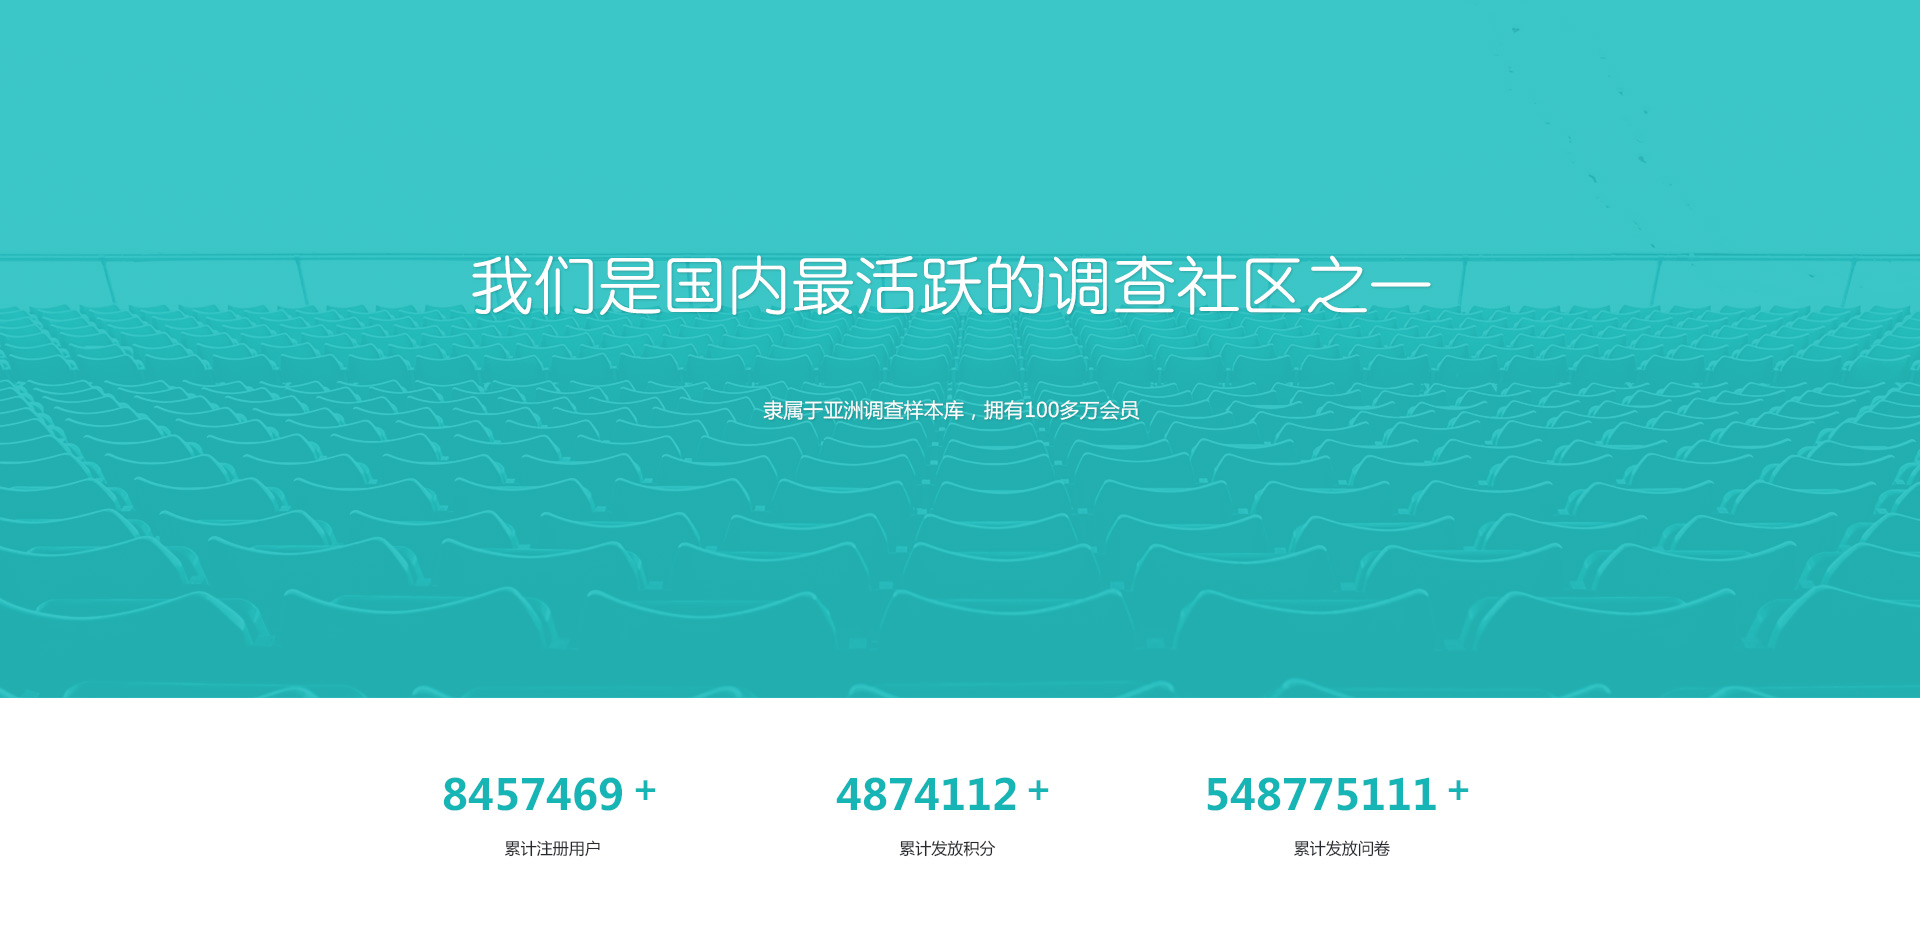 我们是国内最活跃的调查社区之一
隶属于亚洲调查样本库，拥有100多万会员
8457469 +
4874112 +
548775111 +
累计注册用户
累计发放积分
累计发放问卷